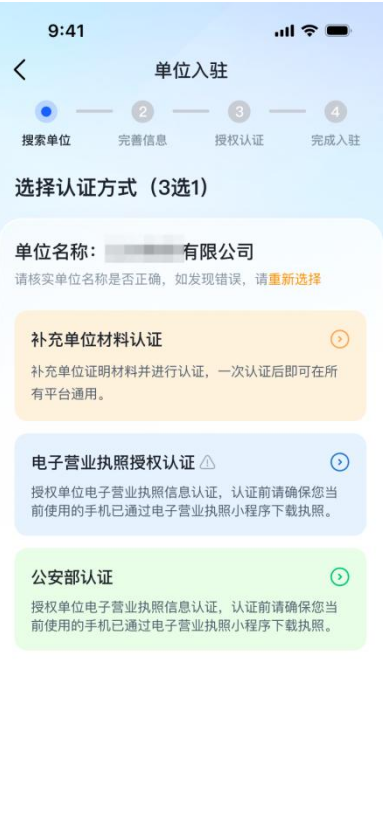 9:41
单位入驻
2
3
4
搜索单位
完善信息
授权认证
完成入驻
选择认证方式（3选1）
单位名称：有限公司
请核实单位名称是否正确，如发现错误，请重新选择
补充单位材料认证
补充单位证明材料并进行认证，一次认证后即可在所
有平台通用。
电子营业执照授权认证
授权单位电子营业执照信息认证，认证前请确保您当
前使用的手机已通过电子营业执照小程序下载执照。
公安部认证
授权单位电子营业执照信息认证，认证前请确保您当
前使用的手机已通过电子营业执照小程序下载执照。